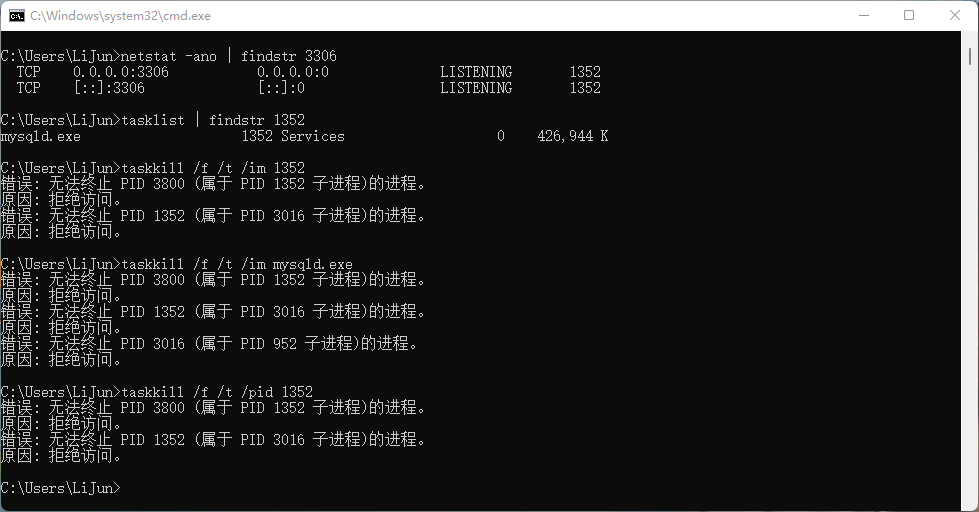 C:\Windows\system32\cmd.exe
C:\Users\LiJun>netstat -ano | findstr 3306
TCP 0.0.0.0:3306 0.0.0.0:0 LISTENING 1352
TCP [::]:3306 [::]:0 LISTENING 1352
C:\Users\LiJun>tasklist | findstr 1352
mysqld.exe 1352 Services 0 426,944 K
C:\Users\LiJun>taskkill /f /t /im 1352
错误: 无法终止 PID 3800 (属于 PID 1352 子进程)的进程。
原因: 拒绝访问。
错误: 无法终止 PID 1352 (属于 PID 3016 子进程)的进程。
原因: 拒绝访问。
C:\Users\LiJun>taskkill /f /t /im mysqld.exe
错误: 无法终止 PID 3800 (属于 PID 1352 子进程)的进程。
原因: 拒绝访问。
错误: 无法终止 PID 1352 (属于 PID 3016 子进程)的进程。
原因: 拒绝访问。
错误: 无法终止 PID 3016 (属于 PID 952 子进程)的进程。
原因: 拒绝访问。
C:\Users\LiJun>taskkill /f /t /pid 1352
错误: 无法终止 PID 3800 (属于 PID 1352 子进程)的进程。
原因: 拒绝访问。
错误: 无法终止 PID 1352 (属于 PID 3016 子进程)的进程。
原因: 拒绝访问。
C:\Users\LiJun>